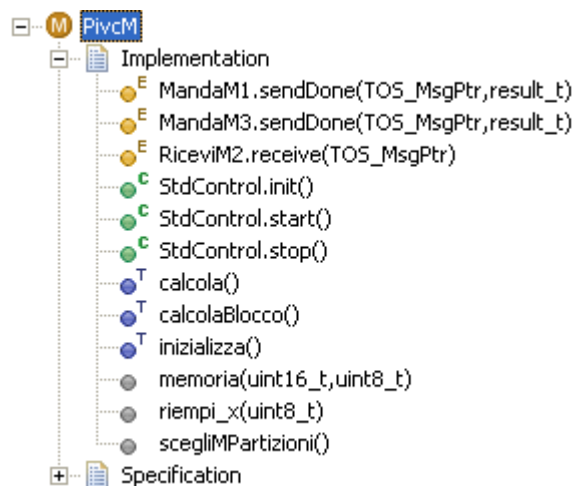 M PivcM
Implementation
E MandaM1.sendDone(TOS_MsgPtr,result_t)
E MandaM3.sendDone(TOS_MsgPtr,result_t)
E RiceviM2.receive(TOS_MsgPtr)
C StdControl.init()
C StdControl.start()
C StdControl.stop()
T calcola()
T calcolaBlocco()
T inizializza()
memoria(uint16_t,uint8_t)
riempi_x(uint8_t)
scegliMPartizioni()
Specification